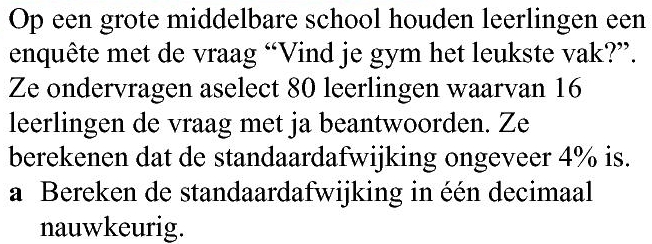 Op een grote middelbare school houden leerlingen een
enquête met de vraag “Vind je gym het leukste vak?”.
Ze ondervragen aselect 80 leerlingen waarvan 16
leerlingen de vraag met ja beantwoorden. Ze
berekenen dat de standaardafwijking ongeveer 4% is.
a Bereken de standaardafwijking in één decimaal
nauwkeurig.